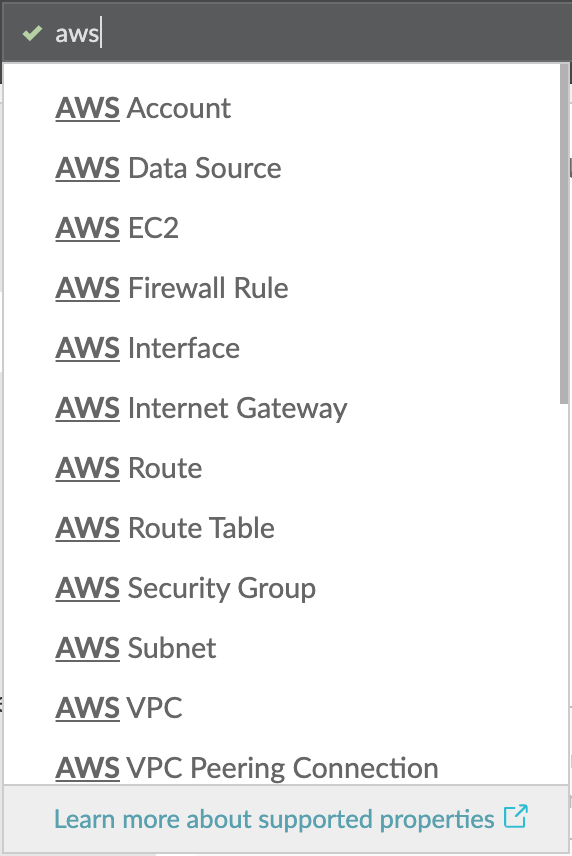 aws
AWS Account
AWS Data Source
AWS EC2
AWS Firewall Rule
AWS Interface
AWS Internet Gateway
AWS Route
AWS Route Table
AWS Security Group
AWS Subnet
AWS VPC
AWS VPC Peering Connection
Learn more about supported properties